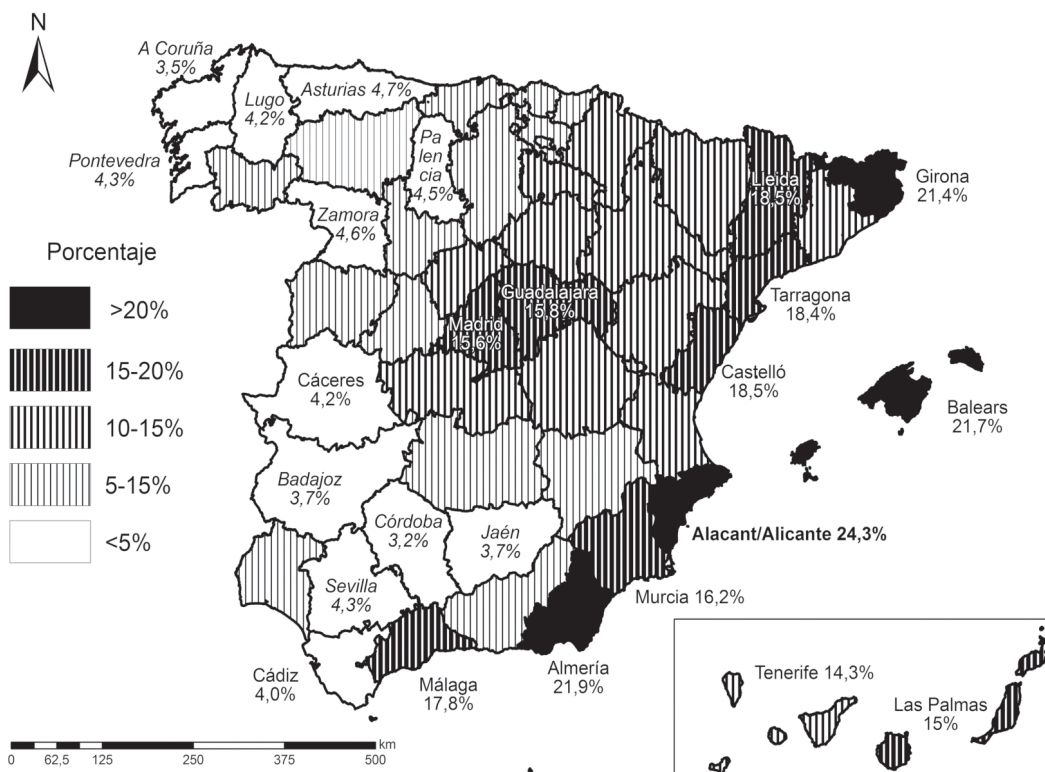 N
A Coruña
3,5%
Lugo
4,2%
Asturias 4,7%
Pontevedra
4,3%
Pa
len
cia
4,5%
Zamora
4,6%
Lleida
18,5%
Girona
21,4%
Porcentaje
>20%
15-20%
10-15%
5-15%
<5%
Guadalajara
15,8%
Madrid
15,6%
Tarragona
18,4%
Castelló
18,5%
Balears
21,7%
Cáceres
4,2%
Badajoz
3,7%
Córdoba
3,2%
Jaén
3,7%
Alacant/Alicante 24,3%
Sevilla
4,3%
Murcia 16,2%
Cádiz
4,0%
Málaga
17,8%
Almería
21,9%
Tenerife 14,3%
Las Palmas
15%
km
0 62,5 125 250 375 500